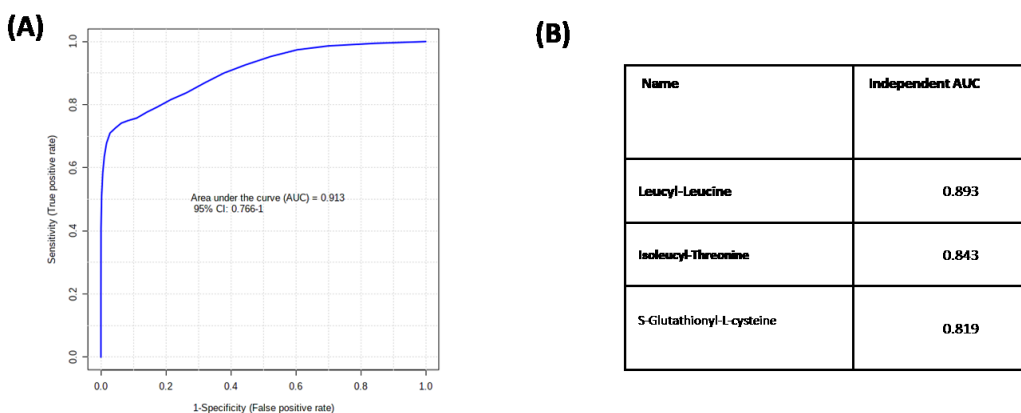 (A)
1.0
0.8
0.6
0.4
0.2
0.0
Sensitivity (True positive rate)
Area under the curve (AUC) = 0.913
95% CI: 0.766-1
0.0 0.2 0.4 0.6 0.8 1.0
1-Specificity (False positive rate)
(B)
Name Independent AUC
Leucyl-Leucine 0.893
Isoleucyl-Threonine 0.843
S-Glutathionyl-L-cysteine 0.819